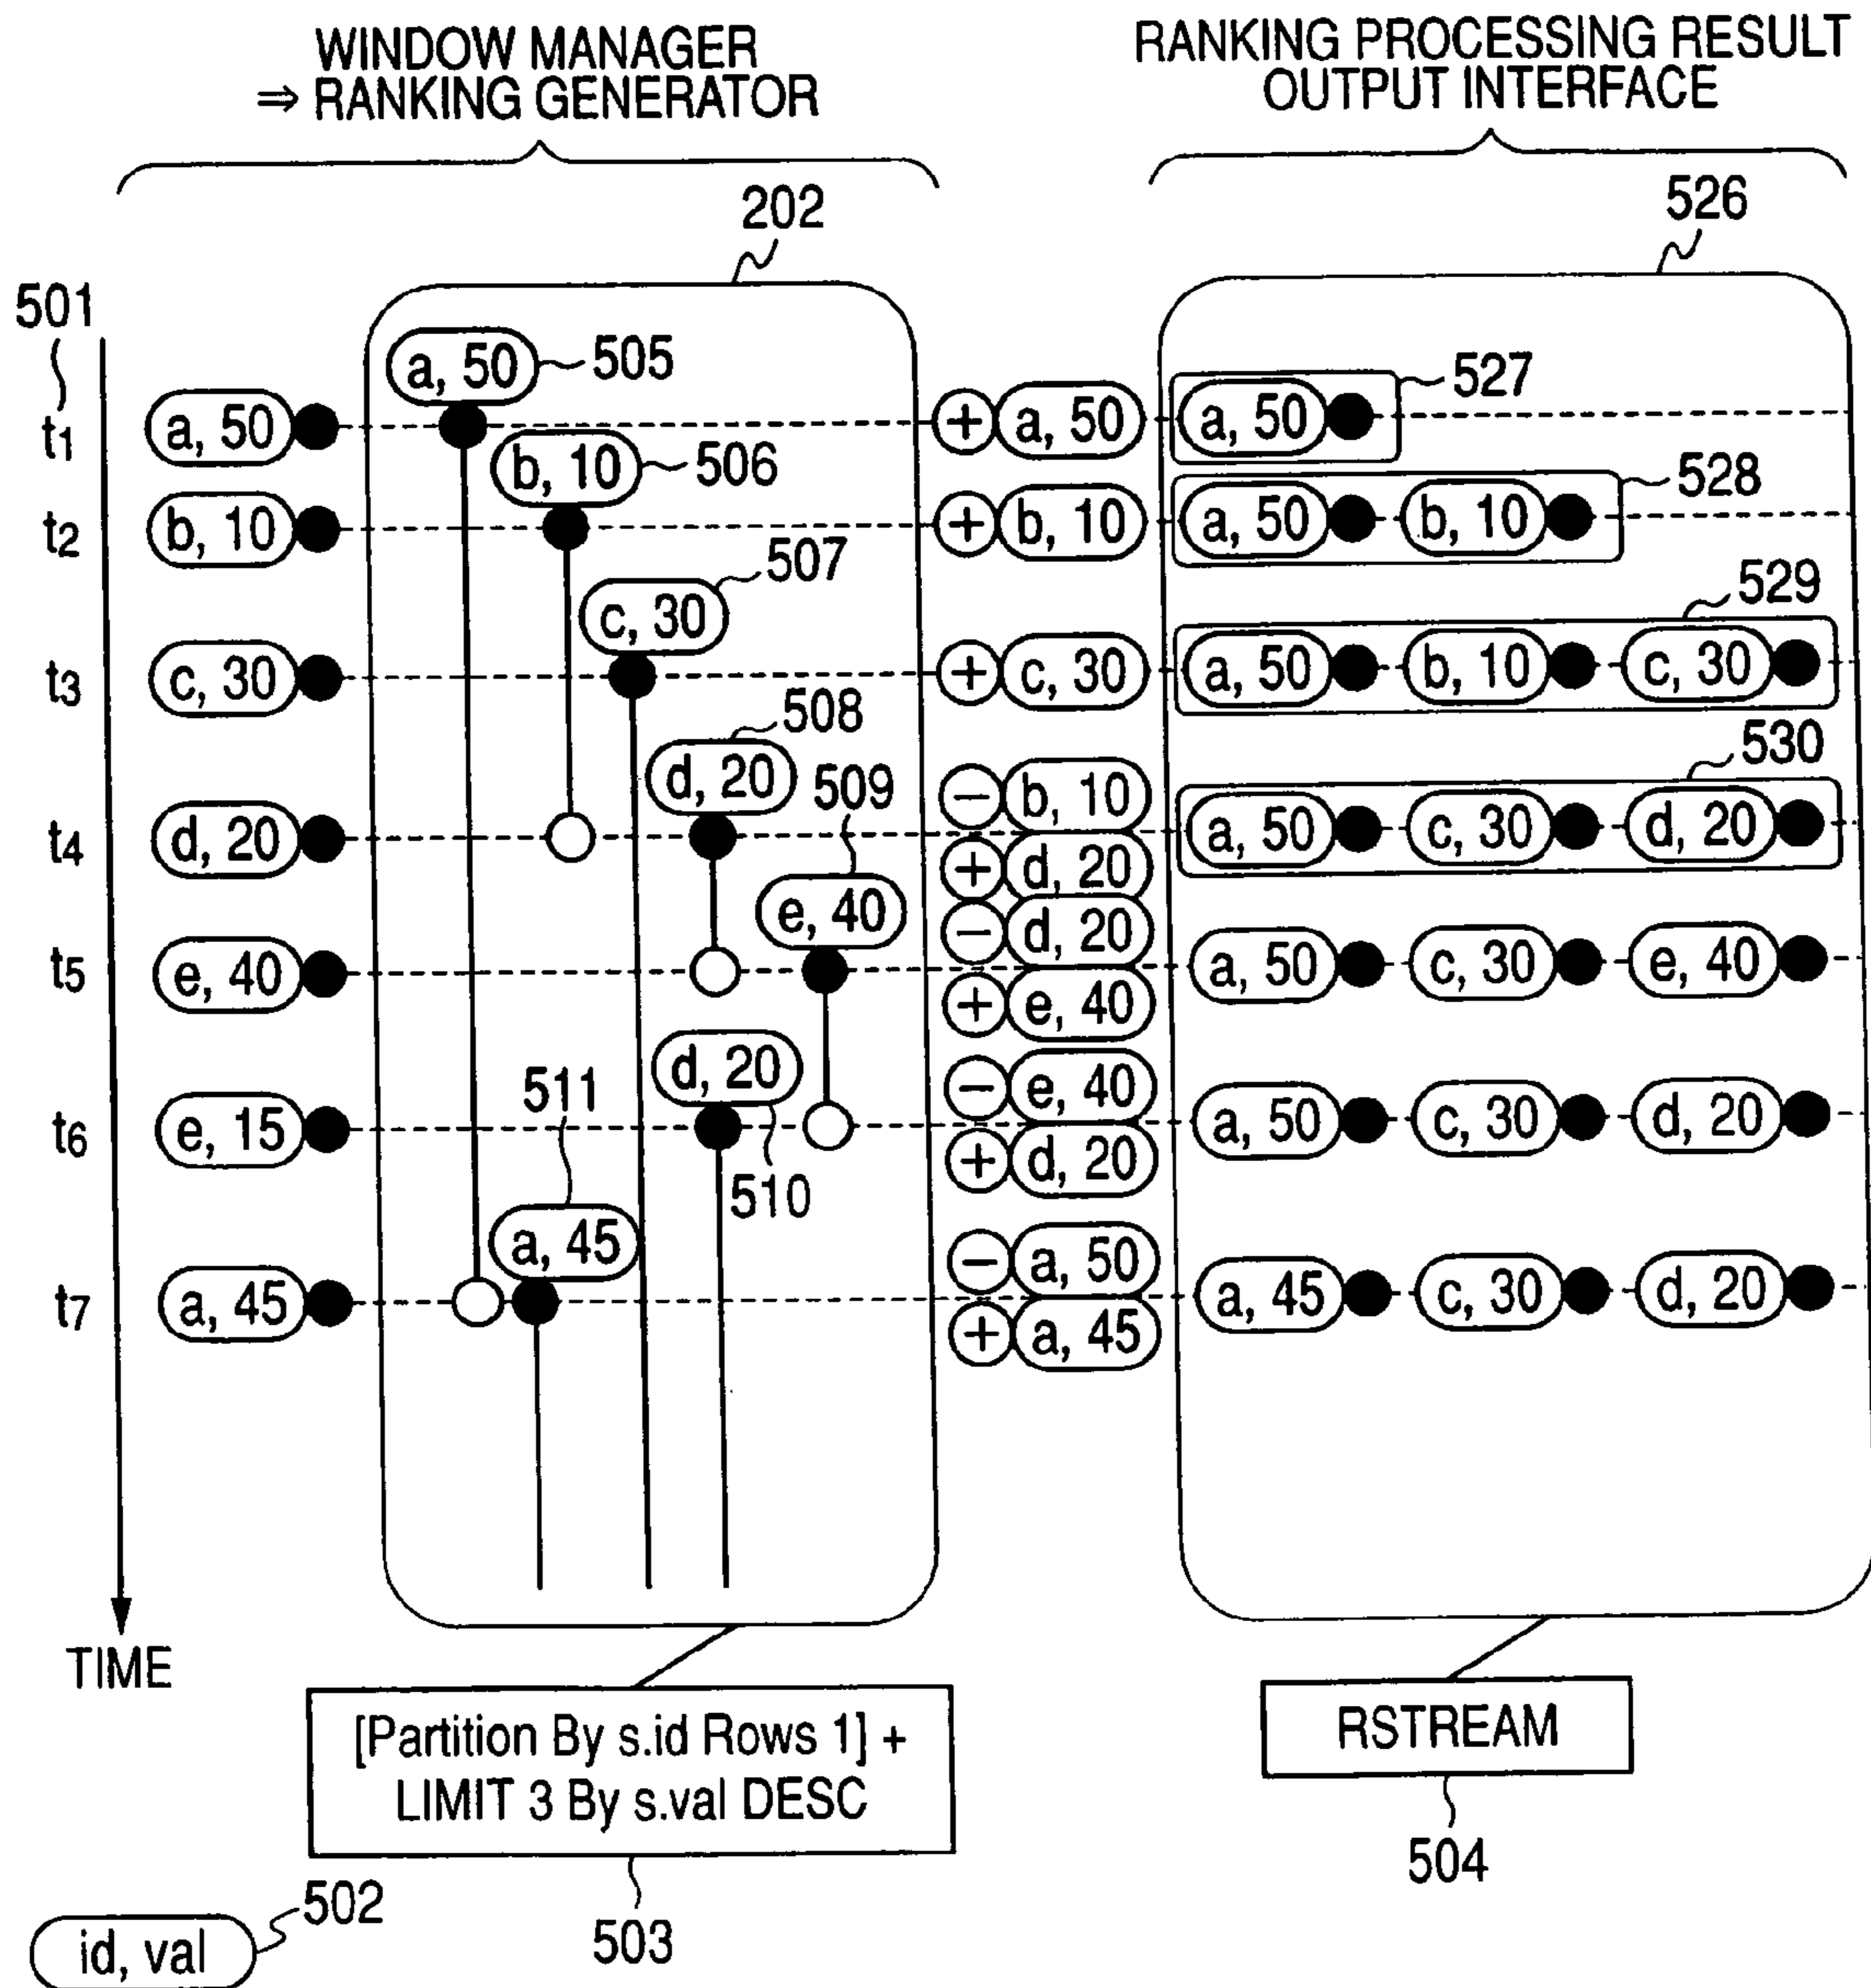 WINDOW MANAGER
⇒ RANKING GENERATOR
RANKING PROCESSING RESULT
OUTPUT INTERFACE
202
526
501
a, 50
505
527
t1
a, 50
+ a, 50
a, 50
b, 10
506
528
t2
b, 10
+ b, 10
a, 50
b, 10
507
529
c, 30
t3
c, 30
+ c, 30
a, 50
b, 10
c, 30
508
530
d, 20
509
− b, 10
t4
d, 20
a, 50
c, 30
d, 20
+ d, 20
e, 40
− d, 20
t5
e, 40
a, 50
c, 30
e, 40
+ e, 40
d, 20
511
− e, 40
t6
e, 15
a, 50
c, 30
d, 20
+ d, 20
510
a, 45
− a, 50
t7
a, 45
a, 45
c, 30
d, 20
+ a, 45
TIME
[Partition By s.id Rows 1] +
LIMIT 3 By s.val DESC
RSTREAM
504
502
503
id, val